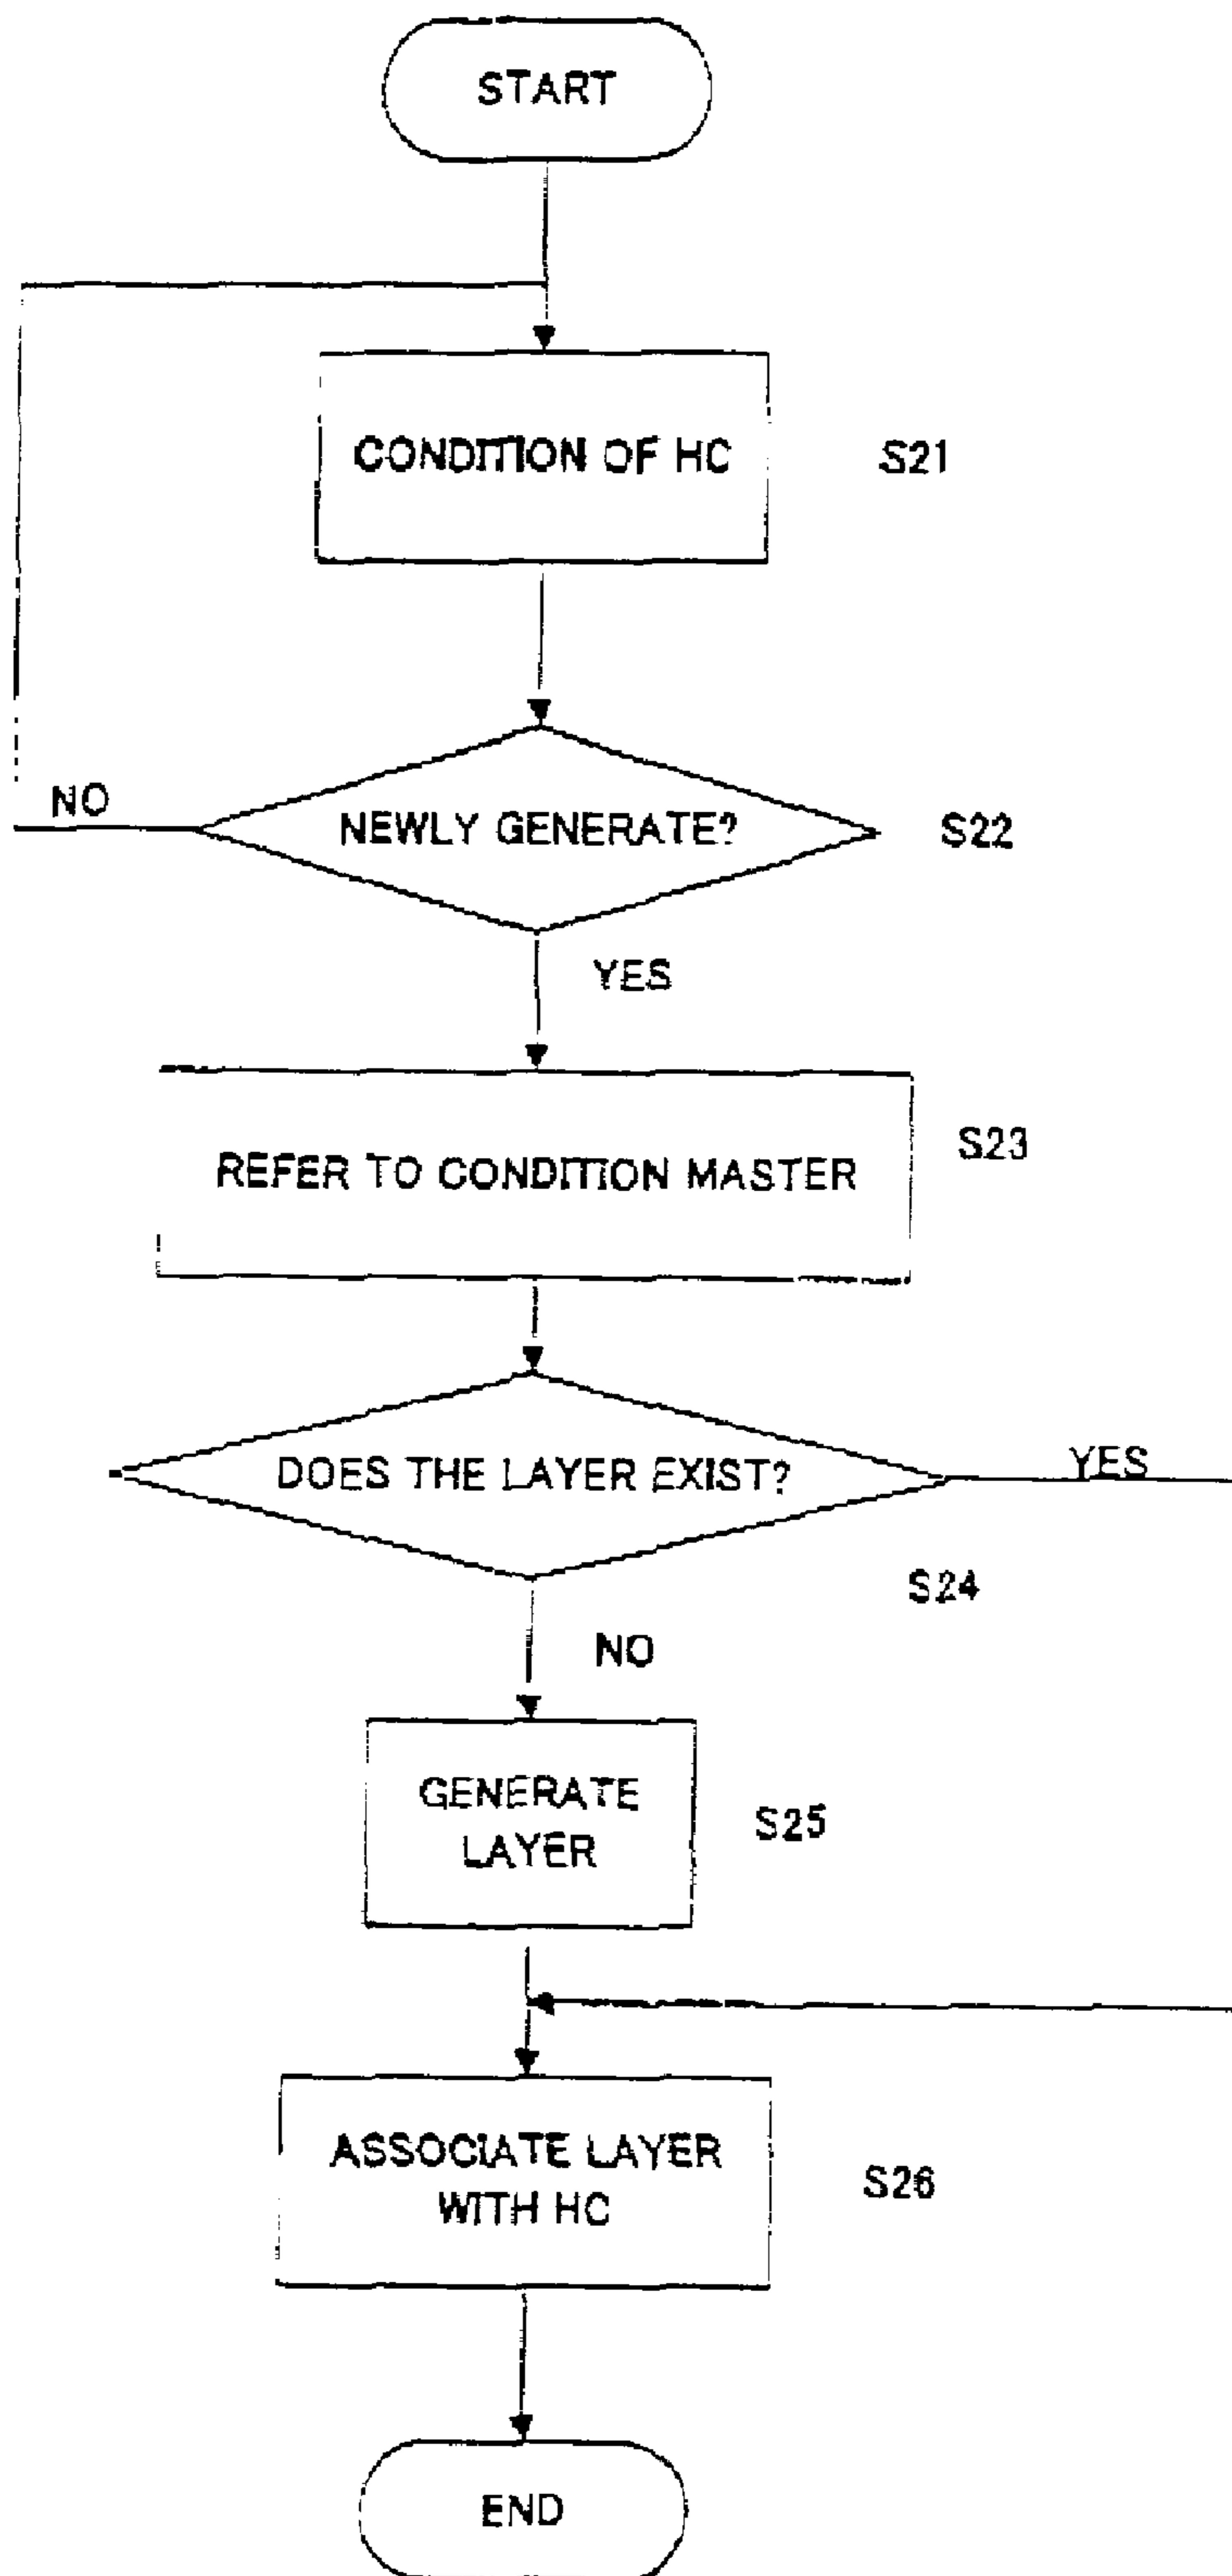 START
CONDITION OF HC
S21
NEWLY GENERATE?
S22
NO
YES
REFER TO CONDITION MASTER
S23
DOES THE LAYER EXIST?
YES
S24
NO
GENERATE
LAYER
S25
ASSOCIATE LAYER
WITH HC
S26
END